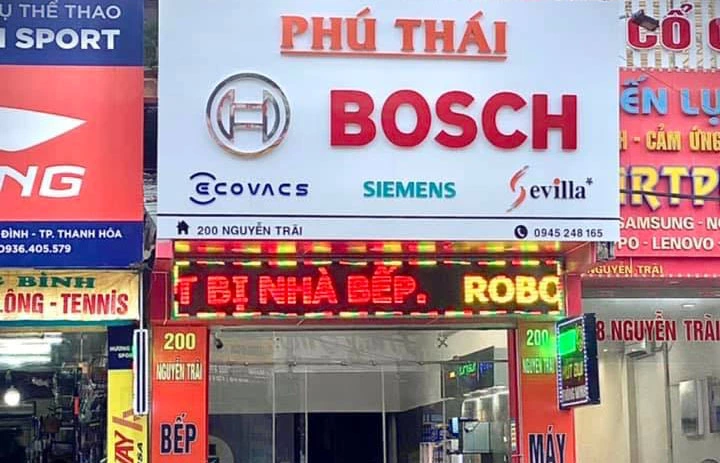 Ụ THỂ THAO
SPORT
NG
ĐÌNH - TP. THANH HÓA
0936.405.579
BÌNH
LÔNG - TENNIS
PHÚ THÁI
BOSCH
ECOVACS
SIEMENS
Sevilla*
200 NGUYỄN TRÃI
0945 248 165
T BỊ NHÀ BẾP. ROBO
200
NGUYỄN TRÃI
BẾP
200
NGUYỄN TRÃI
MÁY
CỔ
ẾN LỤ
H - CẢM ỨNG
RTP
SAMSUNG - N
PO - LENOVO
NGUYỄN TRÃI
8 NGUYỄN TRÃ